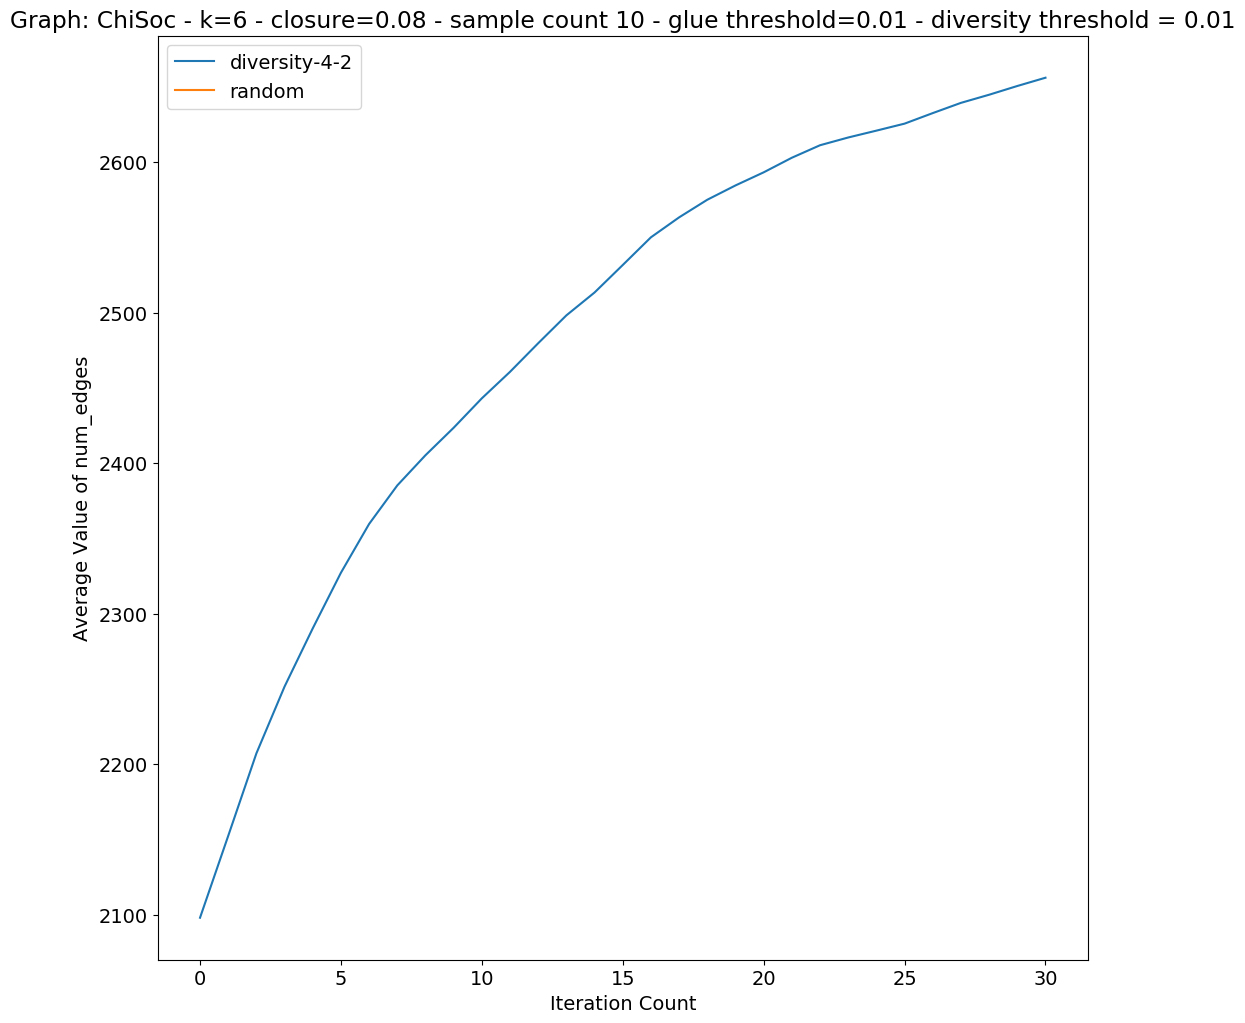 Graph: ChiSoc - k=6 - closure=0.08 - sample count 10 - glue threshold=0.01 - diversity threshold = 0.01
diversity-4-2
random
2600
2500
2400
2300
2200
2100
Average Value of num_edges
0 5 10 15 20 25 30
Iteration Count